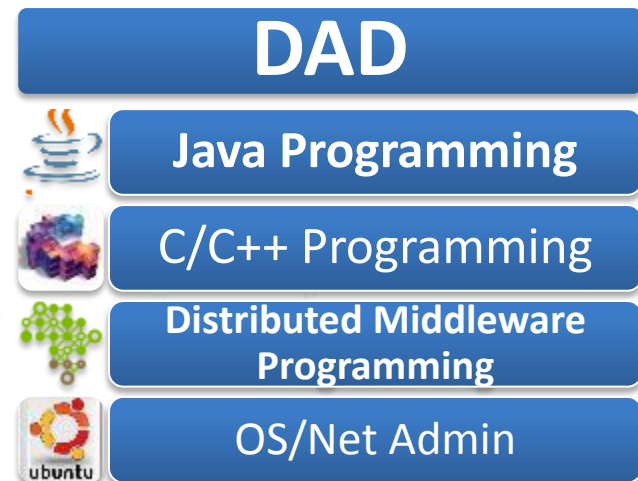 DAD
Java Programming
C/C++ Programming
Distributed Middleware
Programming
OS/Net Admin
ubuntu